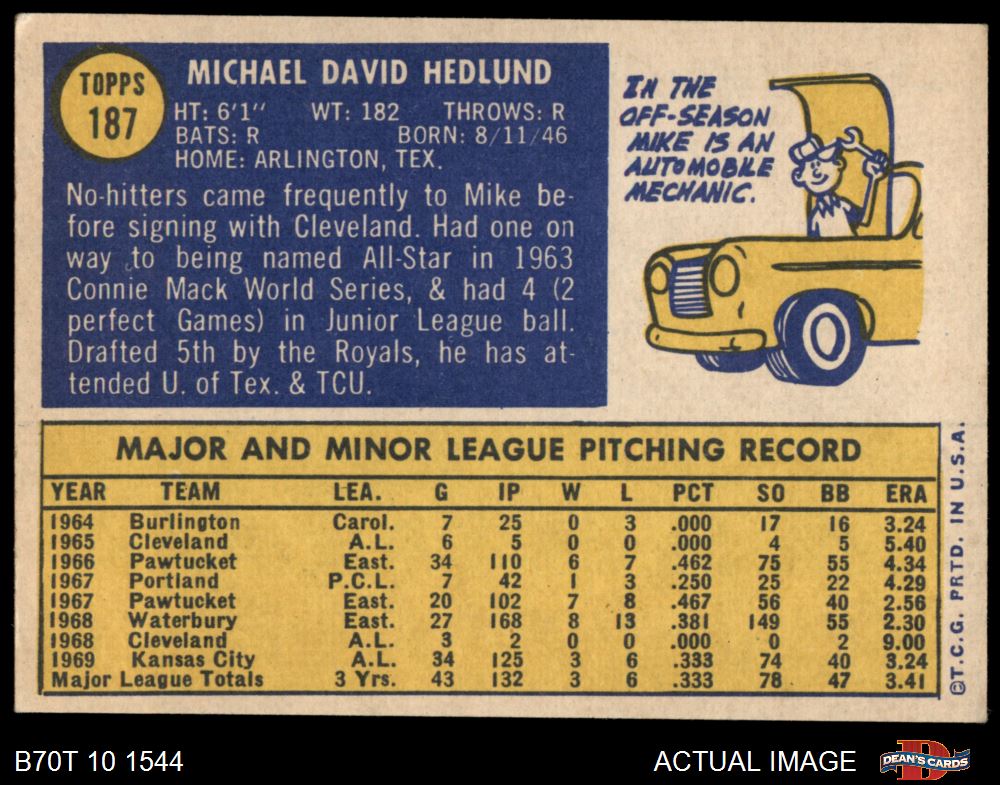 TOPPS
187
MICHAEL DAVID HEDLUND
HT: 6'1" WT: 182 THROWS: R
BATS: R BORN: 8/11/46
HOME: ARLINGTON, TEX.
No-hitters came frequently to Mike be-
fore signing with Cleveland. Had one on
way to being named All-Star in 1963
Connie Mack World Series, & had 4 (2
perfect Games) in Junior League ball.
Drafted 5th by the Royals, he has at-
tended U. of Tex. & TCU.
IN THE
OFF-SEASON
MIKE IS AN
AUTOMOBILE
MECHANIC.
MAJOR AND MINOR LEAGUE PITCHING RECORD
YEAR TEAM LEA. G IP W L PCT SO BB ERA
1964 Burlington Carol. 7 25 0 3 .000 17 16 3.24
1965 Cleveland A.L. 6 5 0 0 .000 4 5 5.40
1966 Pawtucket East. 34 110 6 7 .462 75 55 4.34
1967 Portland P.C.L. 7 42 1 3 .250 25 22 4.29
1967 Pawtucket East. 20 102 7 8 .467 56 40 2.56
1968 Waterbury East. 27 168 8 13 .381 149 55 2.30
1968 Cleveland A.L. 3 2 0 0 .000 0 2 9.00
1969 Kansas City A.L. 34 125 3 6 .333 74 40 3.24
Major League Totals 3 Yrs. 43 132 3 6 .333 78 47 3.41
©T.C.G. PRTD. IN U.S.A.
B70T 10 1544
ACTUAL IMAGE
D
DEAN'S CARDS